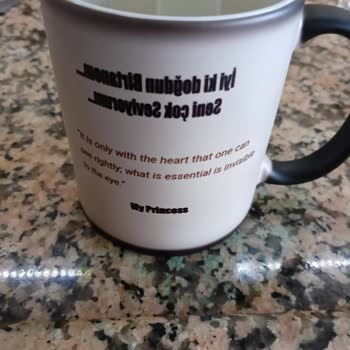 İyi ki doğdun Birtanem...
Seni çok Seviyorum...
"It is only with the heart that one can
see rightly; what is essential is invisible
to the eye."
My Princess